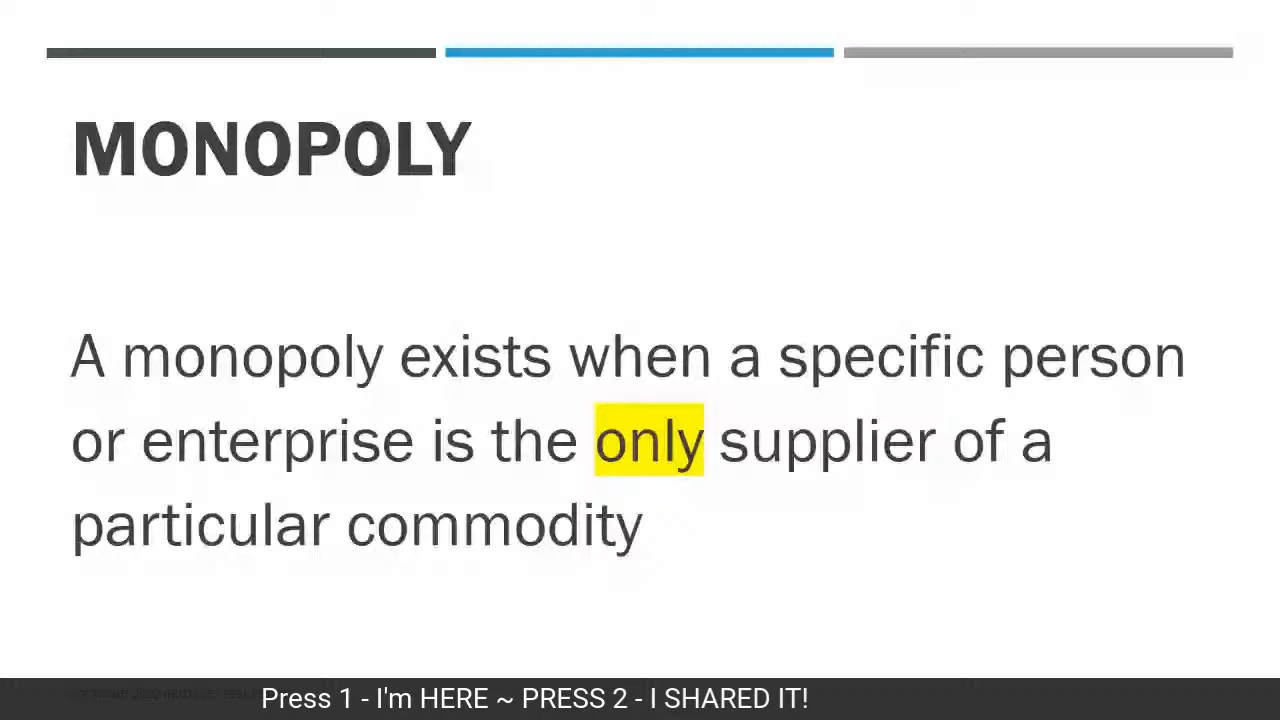 MONOPOLY
A monopoly exists when a specific person
or enterprise is the only supplier of a
particular commodity
Press 1 - I'm HERE ~ PRESS 2 - I SHARED IT!